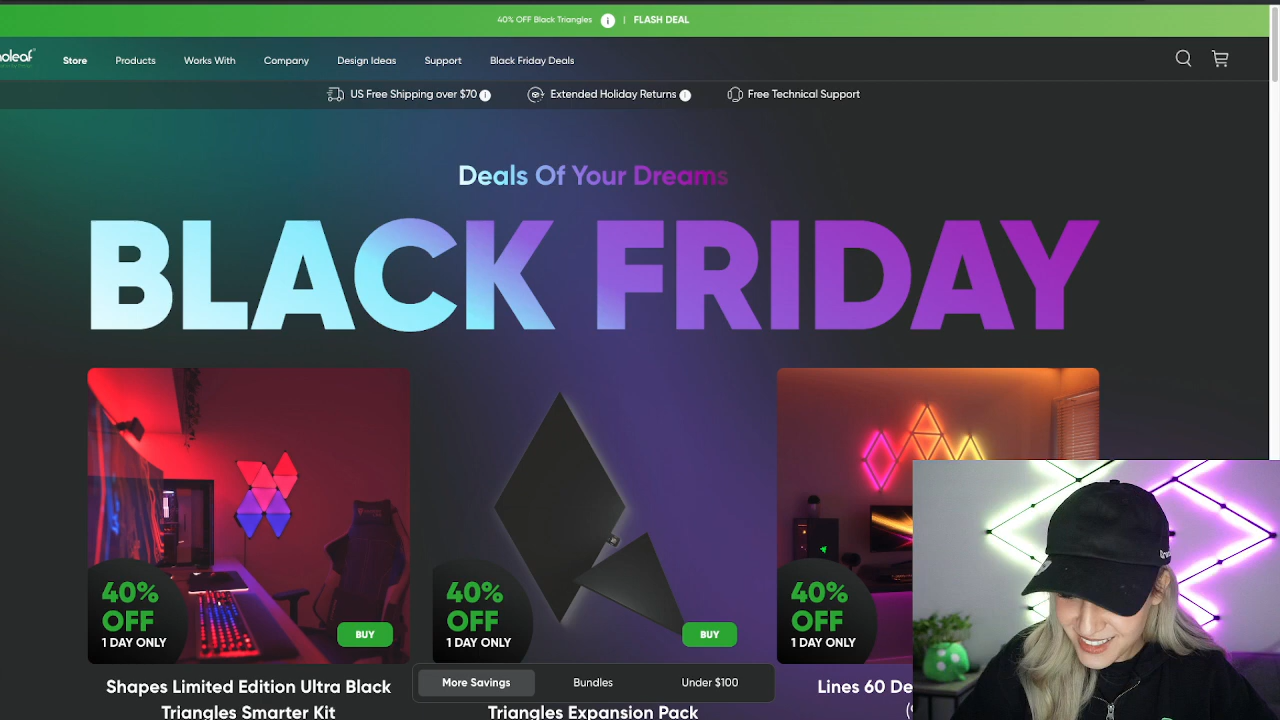 40% OFF Black Triangles i | FLASH DEAL
noleaf
Store Products Works With Company Design Ideas Support Black Friday Deals
US Free Shipping over $70 i Extended Holiday Returns i Free Technical Support
Deals Of Your Dreams
BLACK FRIDAY
40%
OFF
1 DAY ONLY
BUY
40%
OFF
1 DAY ONLY
BUY
40%
OFF
1 DAY ONLY
More Savings Bundles Under $100
Shapes Limited Edition Ultra Black
Triangles Smarter Kit
Triangles Expansion Pack
Lines 60 De